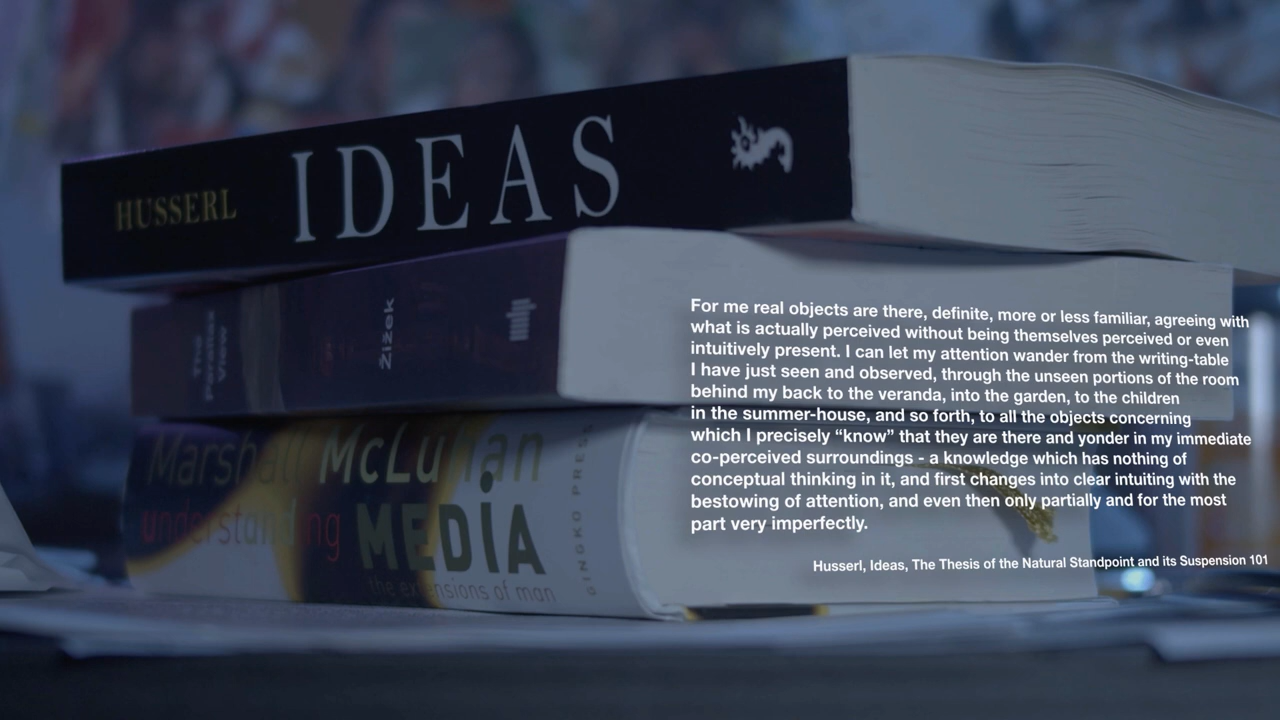 HUSSERL IDEAS
The Parallax View Žižek
Marshall McLuhan
understanding MEDIA
the extensions of man
GINGKO PRESS
For me real objects are there, definite, more or less familiar, agreeing with
what is actually perceived without being themselves perceived or even
intuitively present. I can let my attention wander from the writing-table
I have just seen and observed, through the unseen portions of the room
behind my back to the veranda, into the garden, to the children
in the summer-house, and so forth, to all the objects concerning
which I precisely “know” that they are there and yonder in my immediate
co-perceived surroundings - a knowledge which has nothing of
conceptual thinking in it, and first changes into clear intuiting with the
bestowing of attention, and even then only partially and for the most
part very imperfectly.
Husserl, Ideas, The Thesis of the Natural Standpoint and its Suspension 101